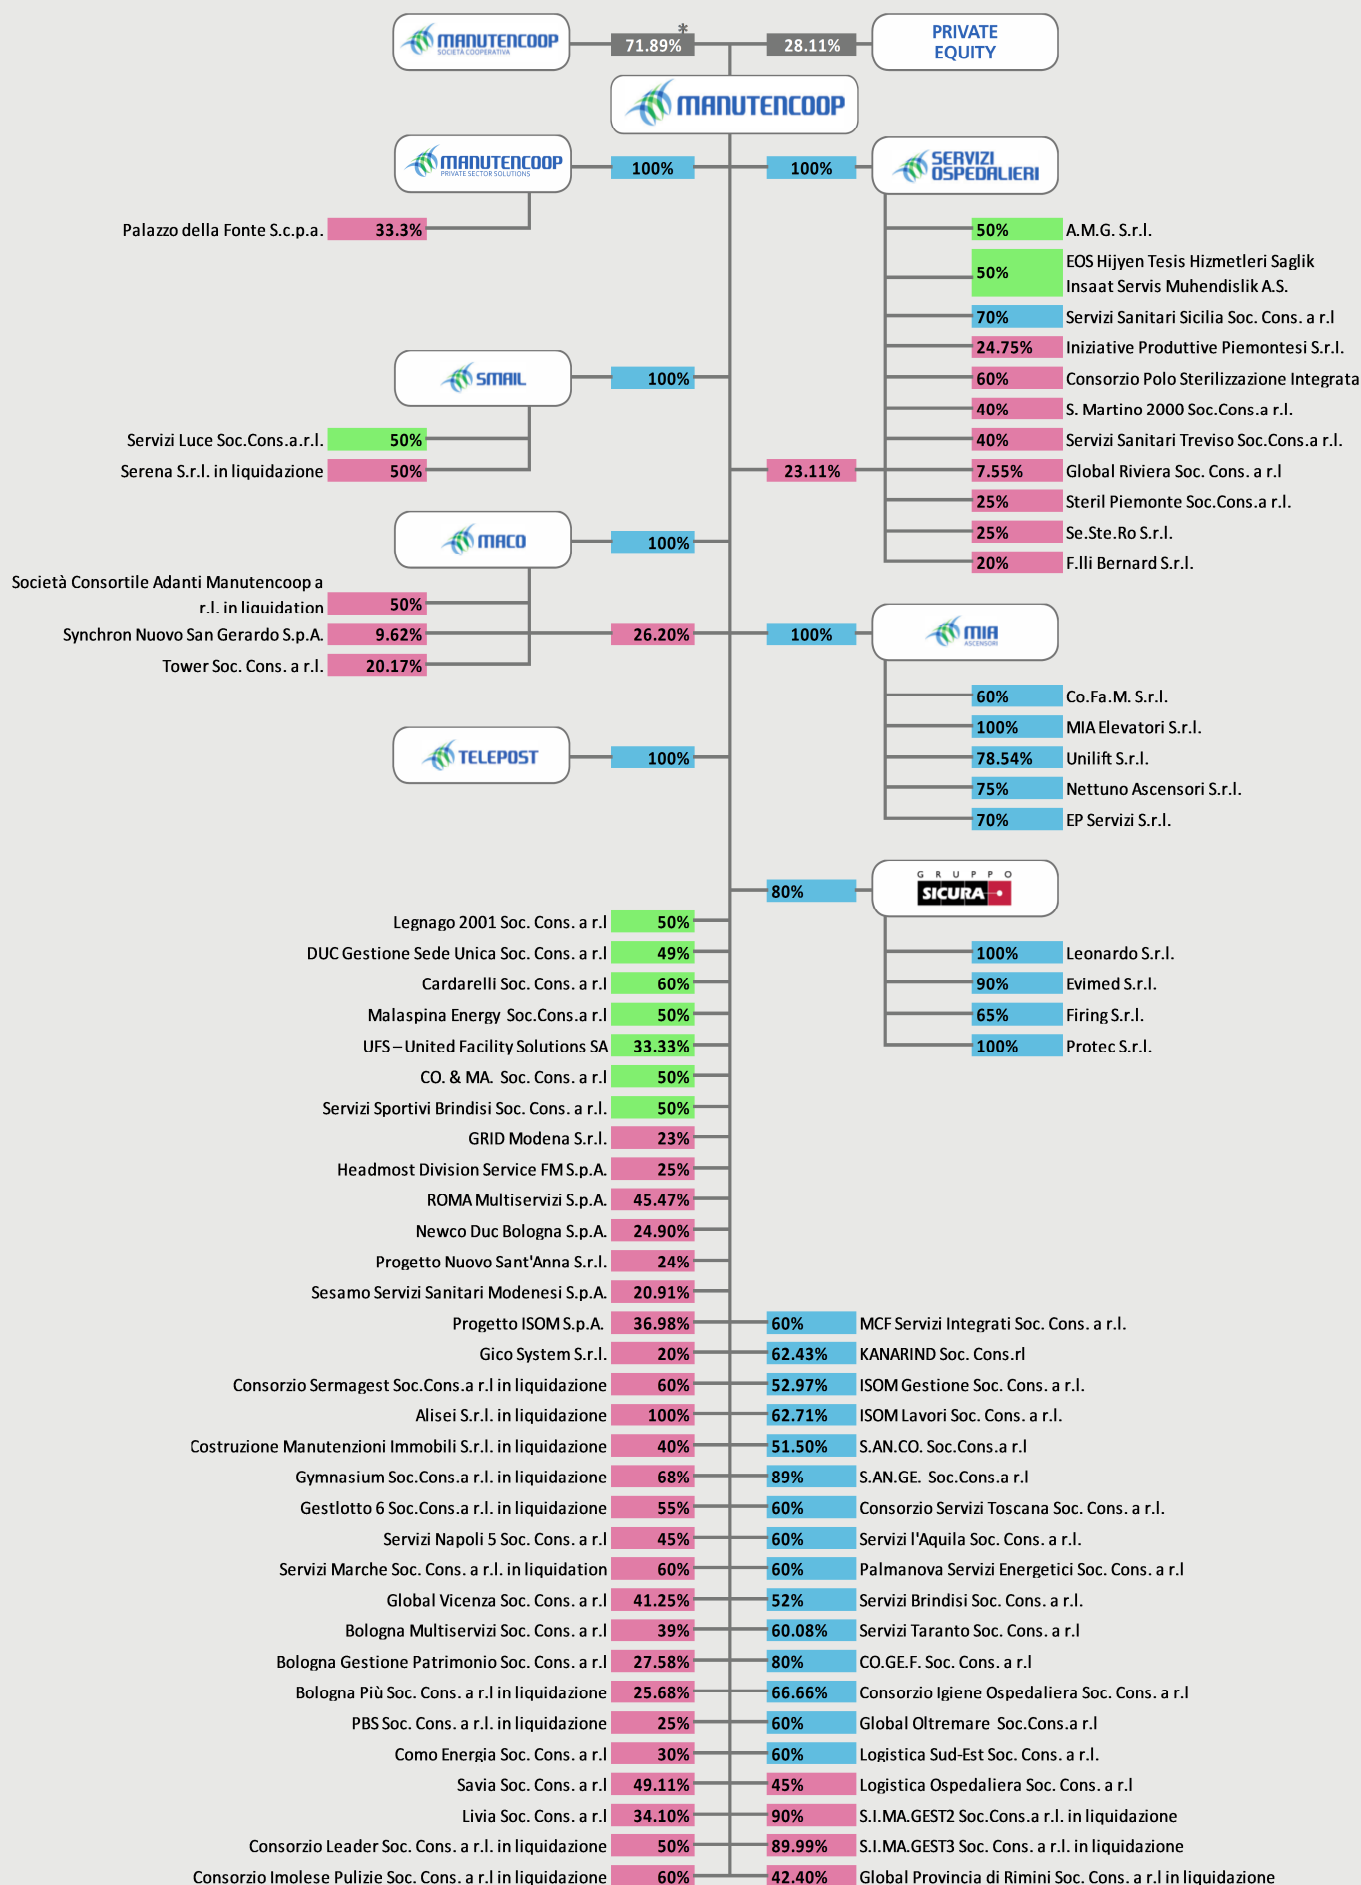 MANUTENCOOP
SOCIETÀ COOPERATIVA
71.89%
*
28.11%
PRIVATE
EQUITY
MANUTENCOOP
MANUTENCOOP
PRIVATE SECTOR SOLUTIONS
100%
100%
SERVIZI
OSPEDALIERI
Palazzo della Fonte S.c.p.a.
33.3%
50%
A.M.G. S.r.l.
50%
EOS Hijyen Tesis Hizmetleri Saglik
Insaat Servis Muhendislik A.S.
70%
Servizi Sanitari Sicilia Soc. Cons. a r.l
24.75%
Iniziative Produttive Piemontesi S.r.l.
60%
Consorzio Polo Sterilizzazione Integrata
40%
S. Martino 2000 Soc.Cons.a r.l.
40%
Servizi Sanitari Treviso Soc.Cons.a r.l.
23.11%
7.55%
Global Riviera Soc. Cons. a r.l
25%
Steril Piemonte Soc.Cons.a r.l.
25%
Se.Ste.Ro S.r.l.
20%
F.lli Bernard S.r.l.
SMAIL
100%
Servizi Luce Soc.Cons.a.r.l.
50%
Serena S.r.l. in liquidazione
50%
MACO
100%
Società Consortile Adanti Manutencoop a
r.l. in liquidation
50%
Synchron Nuovo San Gerardo S.p.A.
9.62%
26.20%
Tower Soc. Cons. a r.l.
20.17%
100%
MIA
ASCENSORI
60%
Co.Fa.M. S.r.l.
100%
MIA Elevatori S.r.l.
78.54%
Unilift S.r.l.
75%
Nettuno Ascensori S.r.l.
70%
EP Servizi S.r.l.
TELEPOST
100%
80%
GRUPPO
SICURA
100%
Leonardo S.r.l.
90%
Evimed S.r.l.
65%
Firing S.r.l.
100%
Protec S.r.l.
Legnago 2001 Soc. Cons. a r.l
50%
DUC Gestione Sede Unica Soc. Cons. a r.l
49%
Cardarelli Soc. Cons. a r.l
60%
Malaspina Energy Soc.Cons.a r.l
50%
UFS – United Facility Solutions SA
33.33%
CO. & MA. Soc. Cons. a r.l
50%
Servizi Sportivi Brindisi Soc. Cons. a r.l.
50%
GRID Modena S.r.l.
23%
Headmost Division Service FM S.p.A.
25%
ROMA Multiservizi S.p.A.
45.47%
Newco Duc Bologna S.p.A.
24.90%
Progetto Nuovo Sant'Anna S.r.l.
24%
Sesamo Servizi Sanitari Modenesi S.p.A.
20.91%
Progetto ISOM S.p.A.
36.98%
60%
MCF Servizi Integrati Soc. Cons. a r.l.
Gico System S.r.l.
20%
62.43%
KANARIND Soc. Cons.rl
Consorzio Sermagest Soc.Cons.a r.l in liquidazione
60%
52.97%
ISOM Gestione Soc. Cons. a r.l.
Alisei S.r.l. in liquidazione
100%
62.71%
ISOM Lavori Soc. Cons. a r.l.
Costruzione Manutenzioni Immobili S.r.l. in liquidazione
40%
51.50%
S.AN.CO. Soc.Cons.a r.l
Gymnasium Soc.Cons.a r.l. in liquidazione
68%
89%
S.AN.GE. Soc.Cons.a r.l
Gestlotto 6 Soc.Cons.a r.l. in liquidazione
55%
60%
Consorzio Servizi Toscana Soc. Cons. a r.l.
Servizi Napoli 5 Soc. Cons. a r.l
45%
60%
Servizi l'Aquila Soc. Cons. a r.l.
Servizi Marche Soc. Cons. a r.l. in liquidation
60%
60%
Palmanova Servizi Energetici Soc. Cons. a r.l
Global Vicenza Soc. Cons. a r.l
41.25%
52%
Servizi Brindisi Soc. Cons. a r.l.
Bologna Multiservizi Soc. Cons. a r.l
39%
60.08%
Servizi Taranto Soc. Cons. a r.l
Bologna Gestione Patrimonio Soc. Cons. a r.l
27.58%
80%
CO.GE.F. Soc. Cons. a r.l
Bologna Più Soc. Cons. a r.l in liquidazione
25.68%
66.66%
Consorzio Igiene Ospedaliera Soc. Cons. a r.l
PBS Soc. Cons. a r.l. in liquidazione
25%
60%
Global Oltremare Soc.Cons.a r.l
Como Energia Soc. Cons. a r.l
30%
60%
Logistica Sud-Est Soc. Cons. a r.l.
Savia Soc. Cons. a r.l
49.11%
45%
Logistica Ospedaliera Soc. Cons. a r.l
Livia Soc. Cons. a r.l
34.10%
90%
S.I.MA.GEST2 Soc.Cons.a r.l. in liquidazione
Consorzio Leader Soc. Cons. a r.l. in liquidazione
50%
89.99%
S.I.MA.GEST3 Soc. Cons. a r.l. in liquidazione
Consorzio Imolese Pulizie Soc. Cons. a r.l in liquidazione
60%
42.40%
Global Provincia di Rimini Soc. Cons. a r.l in liquidazione